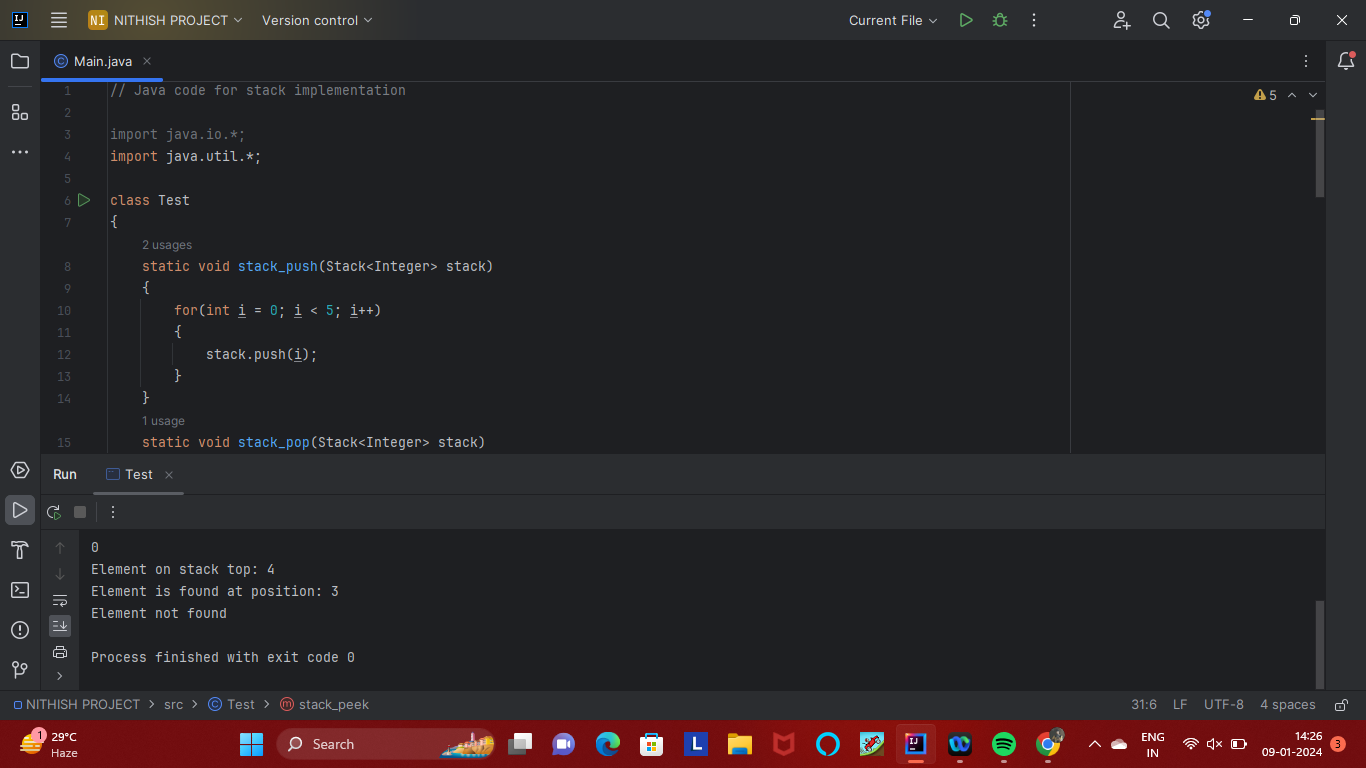 NI NITHISH PROJECT Version control Current File
Main.java
5
1 // Java code for stack implementation
2
3 import java.io.*;
4 import java.util.*;
5
6 class Test
7 {
2 usages
8 static void stack_push(Stack<Integer> stack)
9 {
10 for(int i = 0; i < 5; i++)
11 {
12 stack.push(i);
13 }
14 }
1 usage
15 static void stack_pop(Stack<Integer> stack)
Run Test
0
Element on stack top: 4
Element is found at position: 3
Element not found
Process finished with exit code 0
NITHISH PROJECT src Test stack_peek 31:6 LF UTF-8 4 spaces
1 29°C
Haze
Search
ENG
IN
14:26
09-01-2024
3